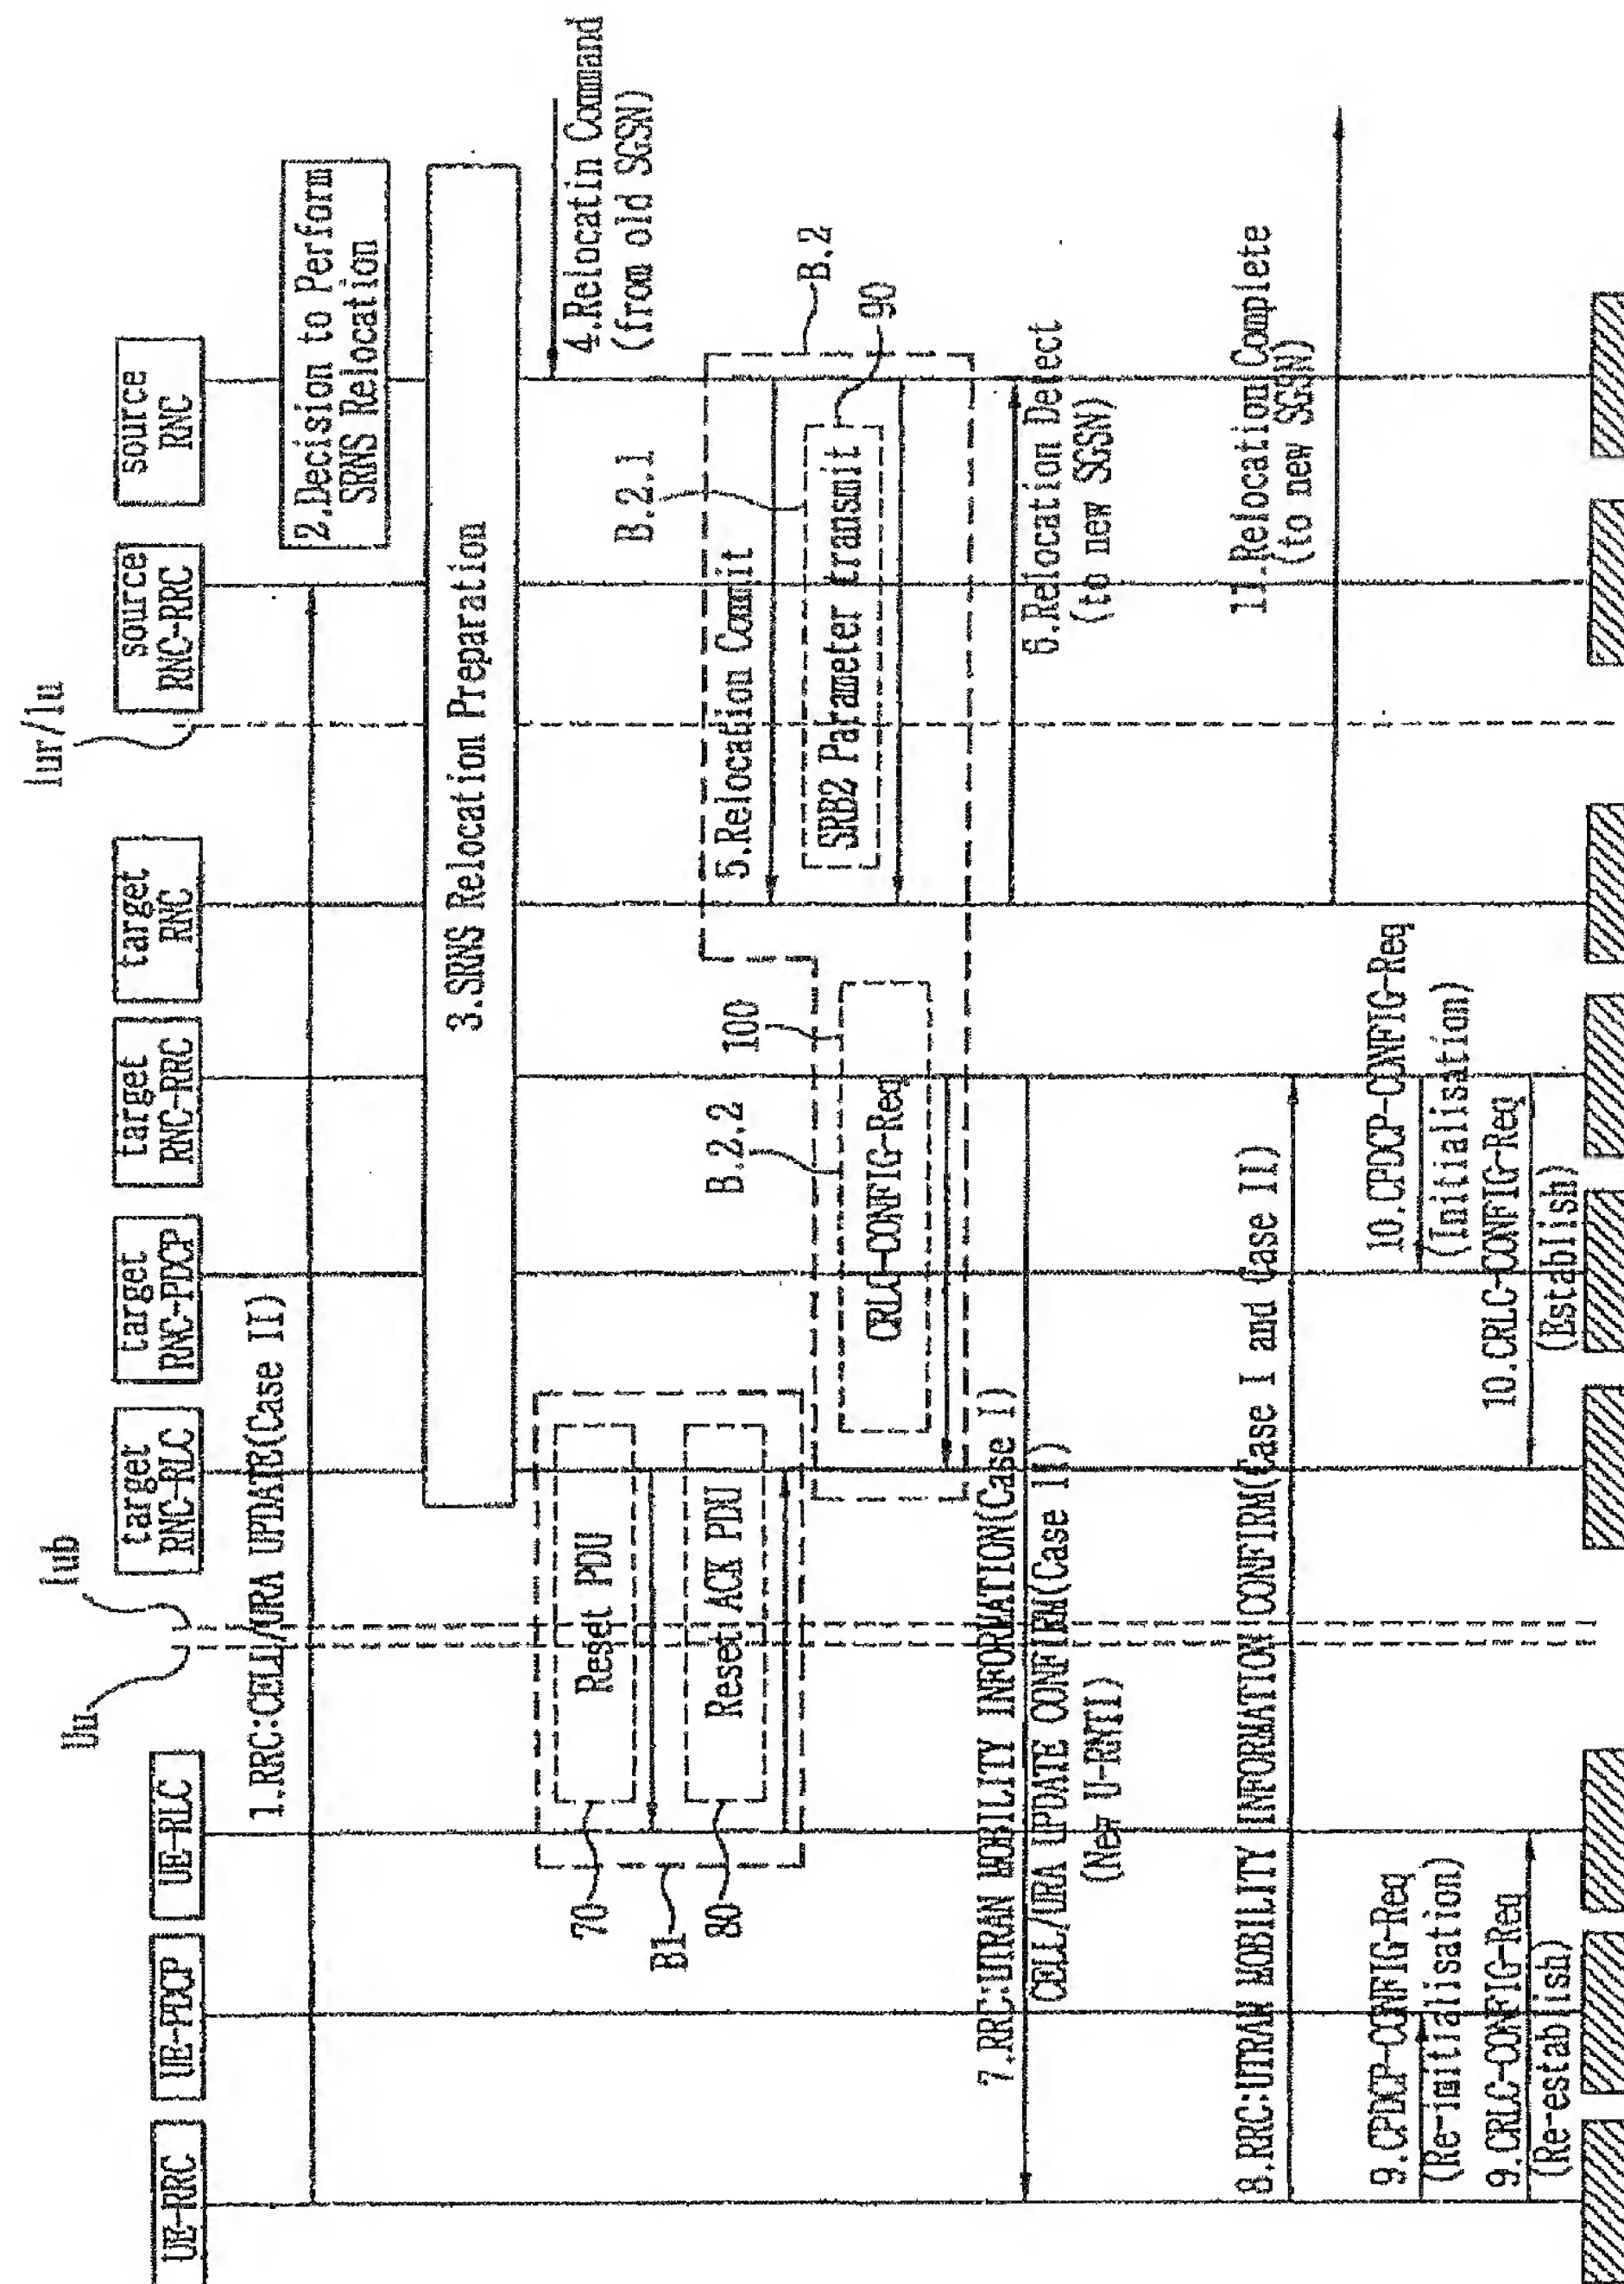 Uu
Iub
Iur/Iu
UE-RRC
UE-PDCP
UE-RLC
target
RNC-RLC
target
RNC-PDCP
target
RNC-RRC
target
RNC
source
RNC-RRC
source
RNC
1.RRC:CELL/URA UPDATE(Case II)
2.Decision to Perform
SRNS Relocation
3.SRNS Relocation Preparation
4.Relocatin Command
(from old SGSN)
70
Reset PDU
B1
80
Reset ACK PDU
5.Relocation Commit
B.2
B.2.1
SRB2 Parameter transmit
90
B.2.2
100
CRLC-CONFIG-Req
6.Relocation Detect
(to new SGSN)
7.RRC:UTRAN MOBILITY INFORMATION(Case I)
CELL/URA UPDATE CONFIRM(Case II)
(New U-RNTI)
8.RRC:UTRAN MOBILITY INFORMATION CONFIRM(Case I and Case II)
11.Relocation Complete
(to new SGSN)
9.CPDCP-CONFIG-Req
(Re-initialisation)
9.CRLC-CONFIG-Req
(Re-establish)
10.CPDCP-CONFIG-Req
(Initialisation)
10.CRLC-CONFIG-Req
(Establish)